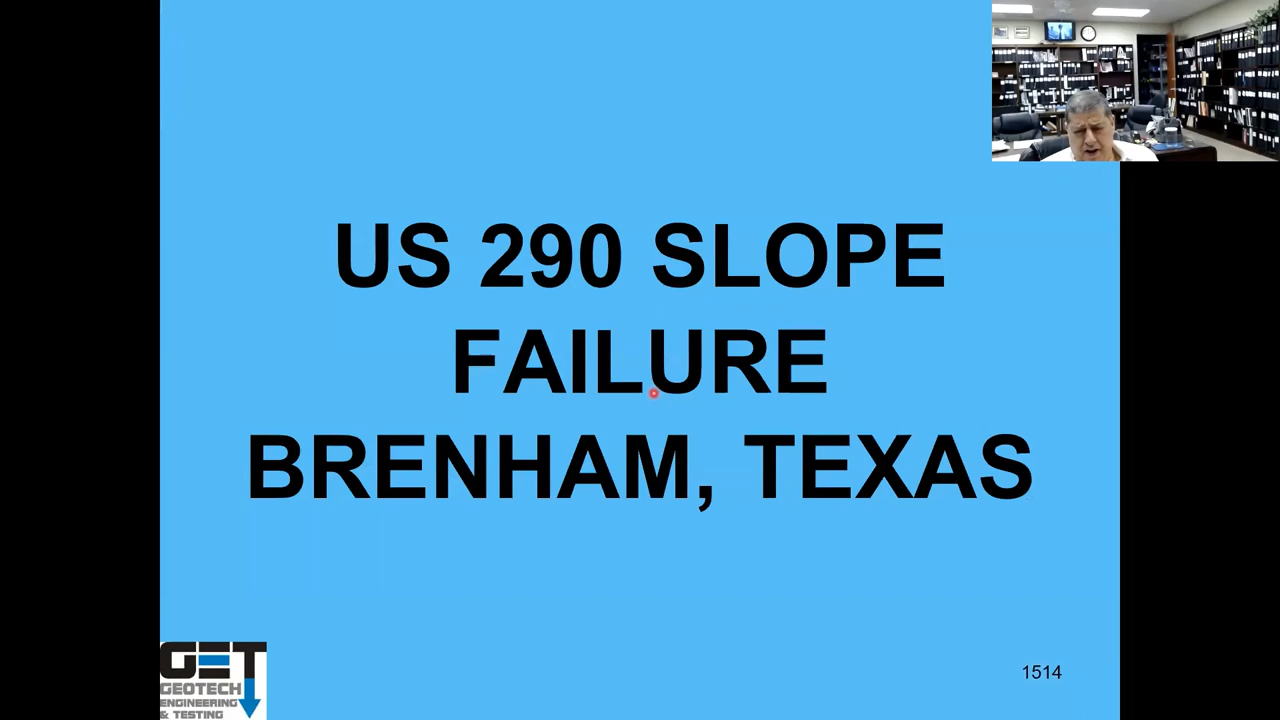 US 290 SLOPE
FAILURE
BRENHAM, TEXAS
GET
GEOTECH
ENGINEERING
& TESTING
1514